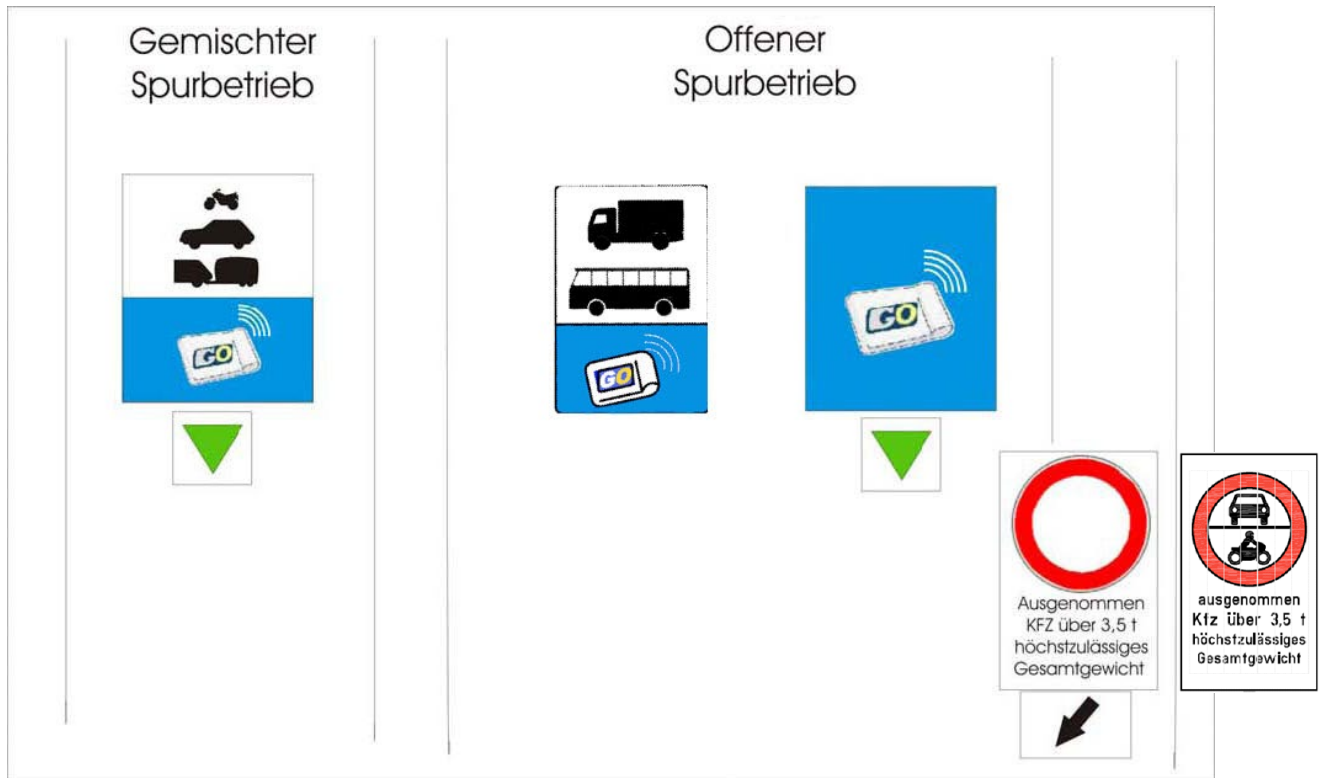 Gemischter
Spurbetrieb
Offener
Spurbetrieb
GO
GO
GO
Ausgenommen
KFZ über 3,5 t
höchstzulässiges
Gesamtgewicht
ausgenommen
Kfz über 3,5 t
höchstzulässiges
Gesamtgewicht